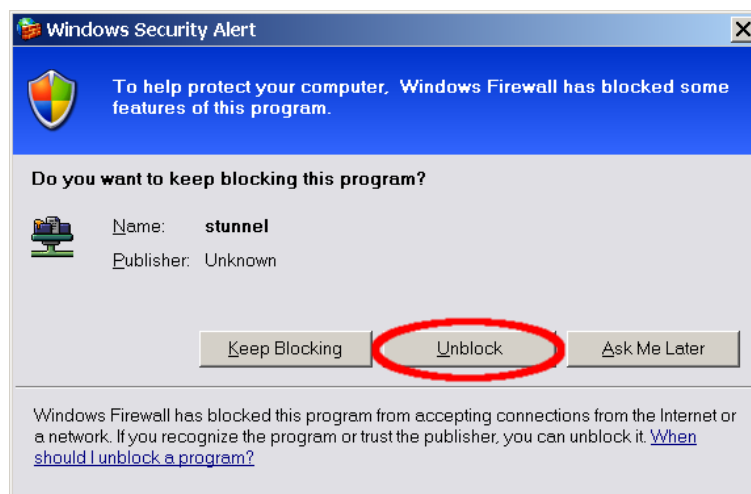 Windows Security Alert
To help protect your computer, Windows Firewall has blocked some
features of this program.
Do you want to keep blocking this program?
Name: stunnel
Publisher: Unknown
Keep Blocking Unblock Ask Me Later
Windows Firewall has blocked this program from accepting connections from the Internet or
a network. If you recognize the program or trust the publisher, you can unblock it. When
should I unblock a program?